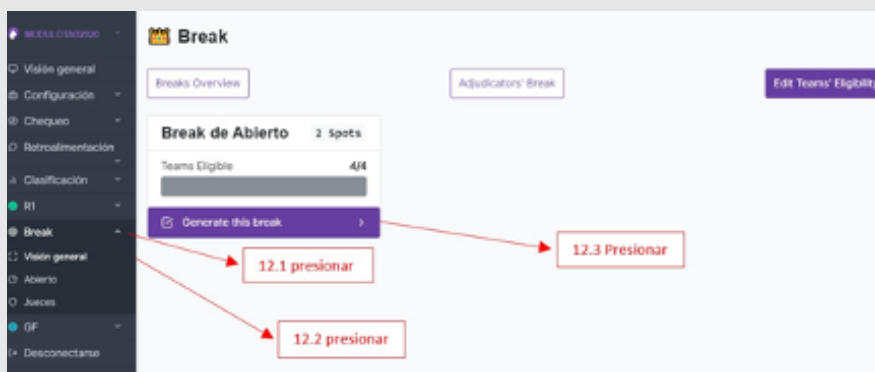 Break
Visión general
Configuración
Chequeo
Retroalimentación
Clasificación
R1
Break
Visión general
Abierto
Jueces
GF
Desconectarse
Breaks Overview
Adjudicators' Break
Edit Teams' Eligibility
Break de Abierto 2 Spots
Teams Eligible 4/4
Generate this break
12.1 presionar
12.2 presionar
12.3 Presionar